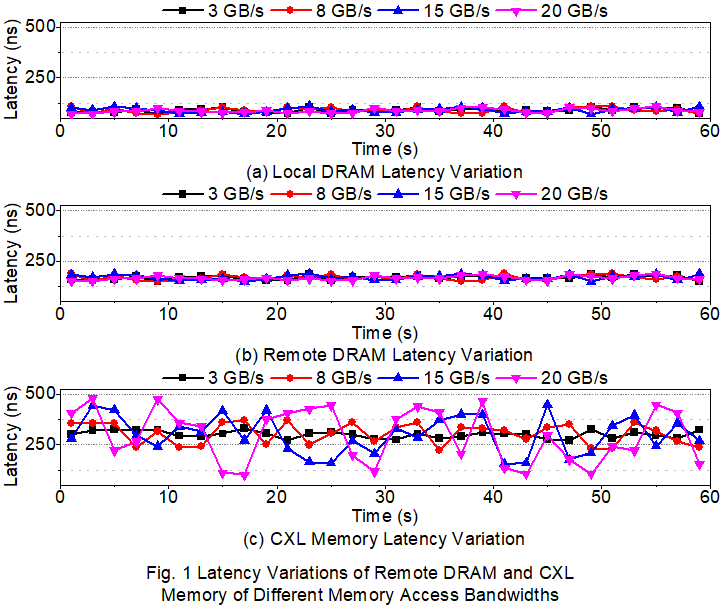 3 GB/s 8 GB/s 15 GB/s 20 GB/s
500
250
Latency (ns)
0 10 20 30 40 50 60
Time (s)
(a) Local DRAM Latency Variation
3 GB/s 8 GB/s 15 GB/s 20 GB/s
500
250
Latency (ns)
0 10 20 30 40 50 60
Time (s)
(b) Remote DRAM Latency Variation
3 GB/s 8 GB/s 15 GB/s 20 GB/s
500
250
Latency (ns)
0 10 20 30 40 50 60
Time (s)
(c) CXL Memory Latency Variation
Fig. 1 Latency Variations of Remote DRAM and CXL
Memory of Different Memory Access Bandwidths